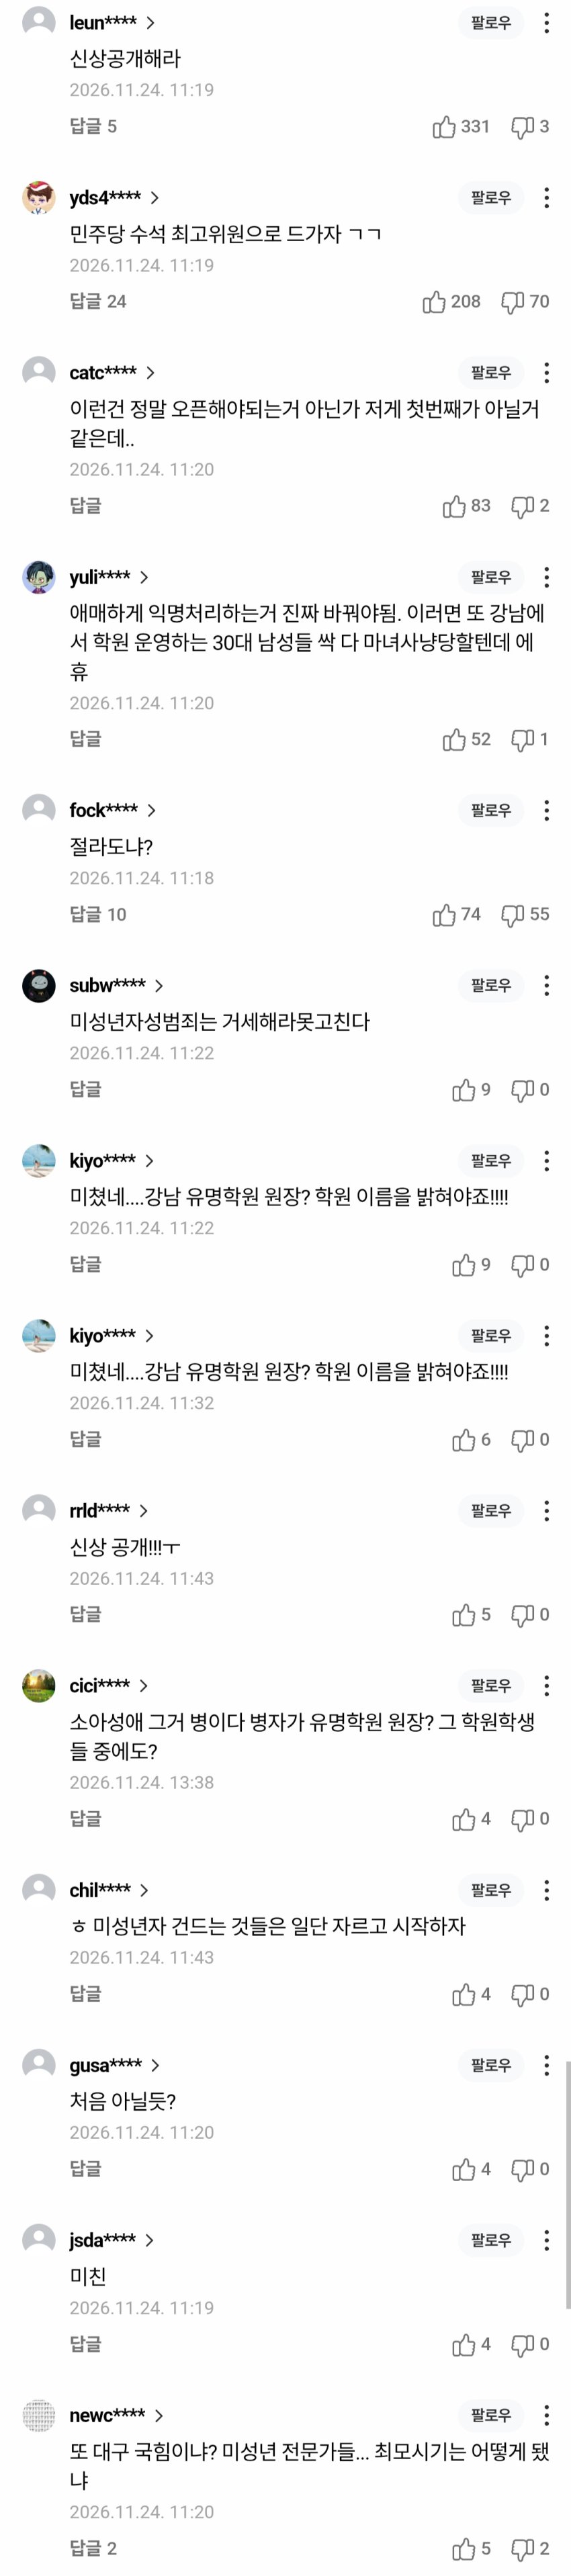 leun****
팔로우
신상공개해라
2026.11.24. 11:19
답글 5
331
3
yds4****
팔로우
민주당 수석 최고위원으로 드가자 ㄱㄱ
2026.11.24. 11:19
답글 24
208
70
catc****
팔로우
이런건 정말 오픈해야되는거 아닌가 저게 첫번째가 아닐거
같은데..
2026.11.24. 11:20
답글
83
2
yuli****
팔로우
애매하게 익명처리하는거 진짜 바꿔야됨. 이러면 또 강남에
서 학원 운영하는 30대 남성들 싹 다 마녀사냥당할텐데 에
휴
2026.11.24. 11:20
답글
52
1
fock****
팔로우
절라도냐?
2026.11.24. 11:18
답글 10
74
55
subw****
팔로우
미성년자성범죄는 거세해라못고친다
2026.11.24. 11:22
답글
9
0
kiyo****
팔로우
미쳤네....강남 유명학원 원장? 학원 이름을 밝혀야죠!!!!
2026.11.24. 11:22
답글
9
0
kiyo****
팔로우
미쳤네....강남 유명학원 원장? 학원 이름을 밝혀야죠!!!!
2026.11.24. 11:32
답글
6
0
rrld****
팔로우
신상 공개!!!ㅜ
2026.11.24. 11:43
답글
5
0
cici****
팔로우
소아성애 그거 병이다 병자가 유명학원 원장? 그 학원학생
들 중에도?
2026.11.24. 13:38
답글
4
0
chil****
팔로우
ㅎ 미성년자 건드는 것들은 일단 자르고 시작하자
2026.11.24. 11:43
답글
4
0
gusa****
팔로우
처음 아닐듯?
2026.11.24. 11:20
답글
4
0
jsda****
팔로우
미친
2026.11.24. 11:19
답글
4
0
newc****
팔로우
또 대구 국힘이냐? 미성년 전문가들... 최모시기는 어떻게 됐
냐
2026.11.24. 11:20
답글 2
5
2